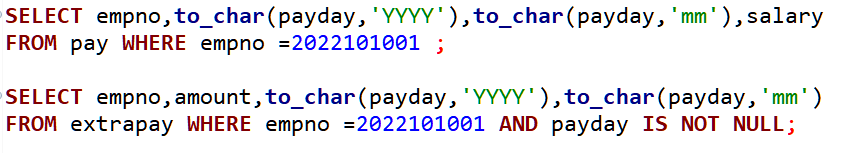 SELECT empno,to_char(payday,'YYYY'),to_char(payday,'mm'),salary
FROM pay WHERE empno =2022101001 ;
SELECT empno,amount,to_char(payday,'YYYY'),to_char(payday,'mm')
FROM extrapay WHERE empno =2022101001 AND payday IS NOT NULL;